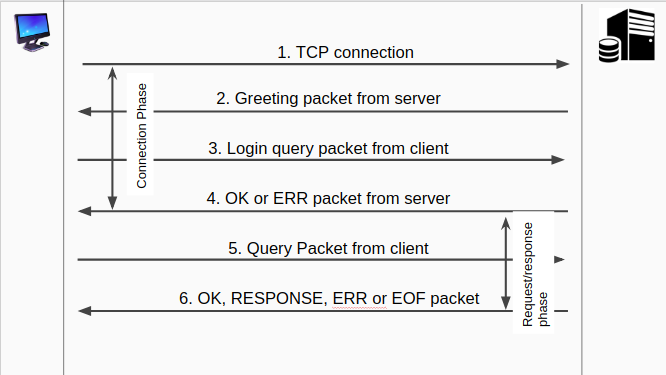 1. TCP connection
2. Greeting packet from server
3. Login query packet from client
4. OK or ERR packet from server
Connection Phase
5. Query Packet from client
6. OK, RESPONSE, ERR or EOF packet
Request/response
phase